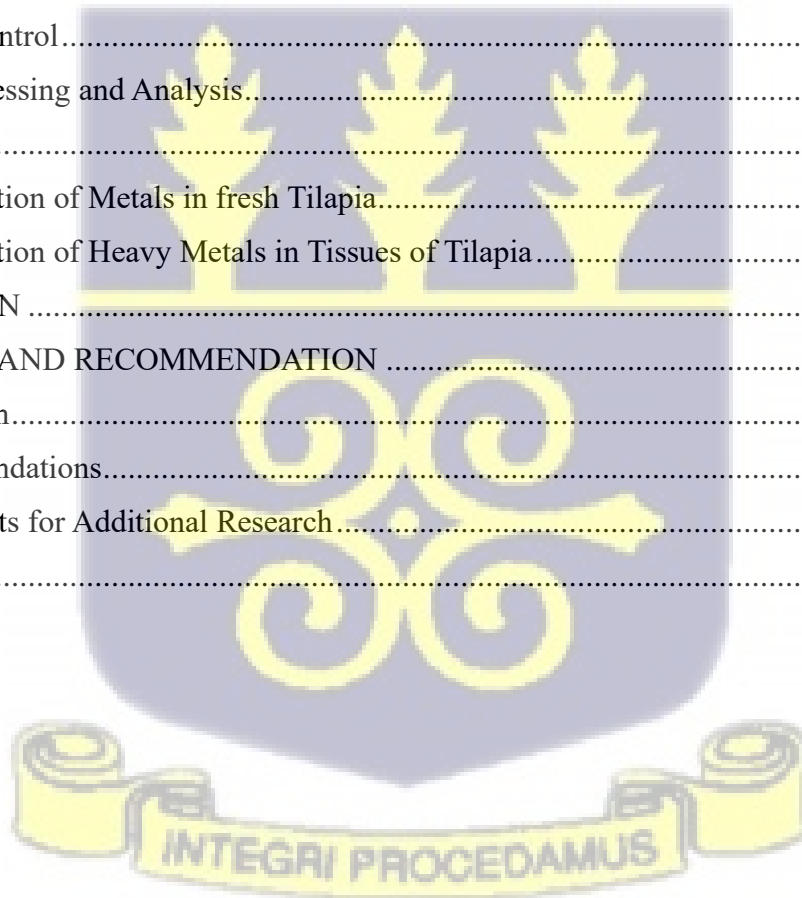 ntrol..........................................................................................
essing and Analysis..................................................................
..................................................................................................
tion of Metals in fresh Tilapia...................................................
tion of Heavy Metals in Tissues of Tilapia.................................
N ..............................................................................................
AND RECOMMENDATION ....................................................
n................................................................................................
ndations.....................................................................................
ts for Additional Research.........................................................
..................................................................................................
INTEGRI PROCEDAMUS